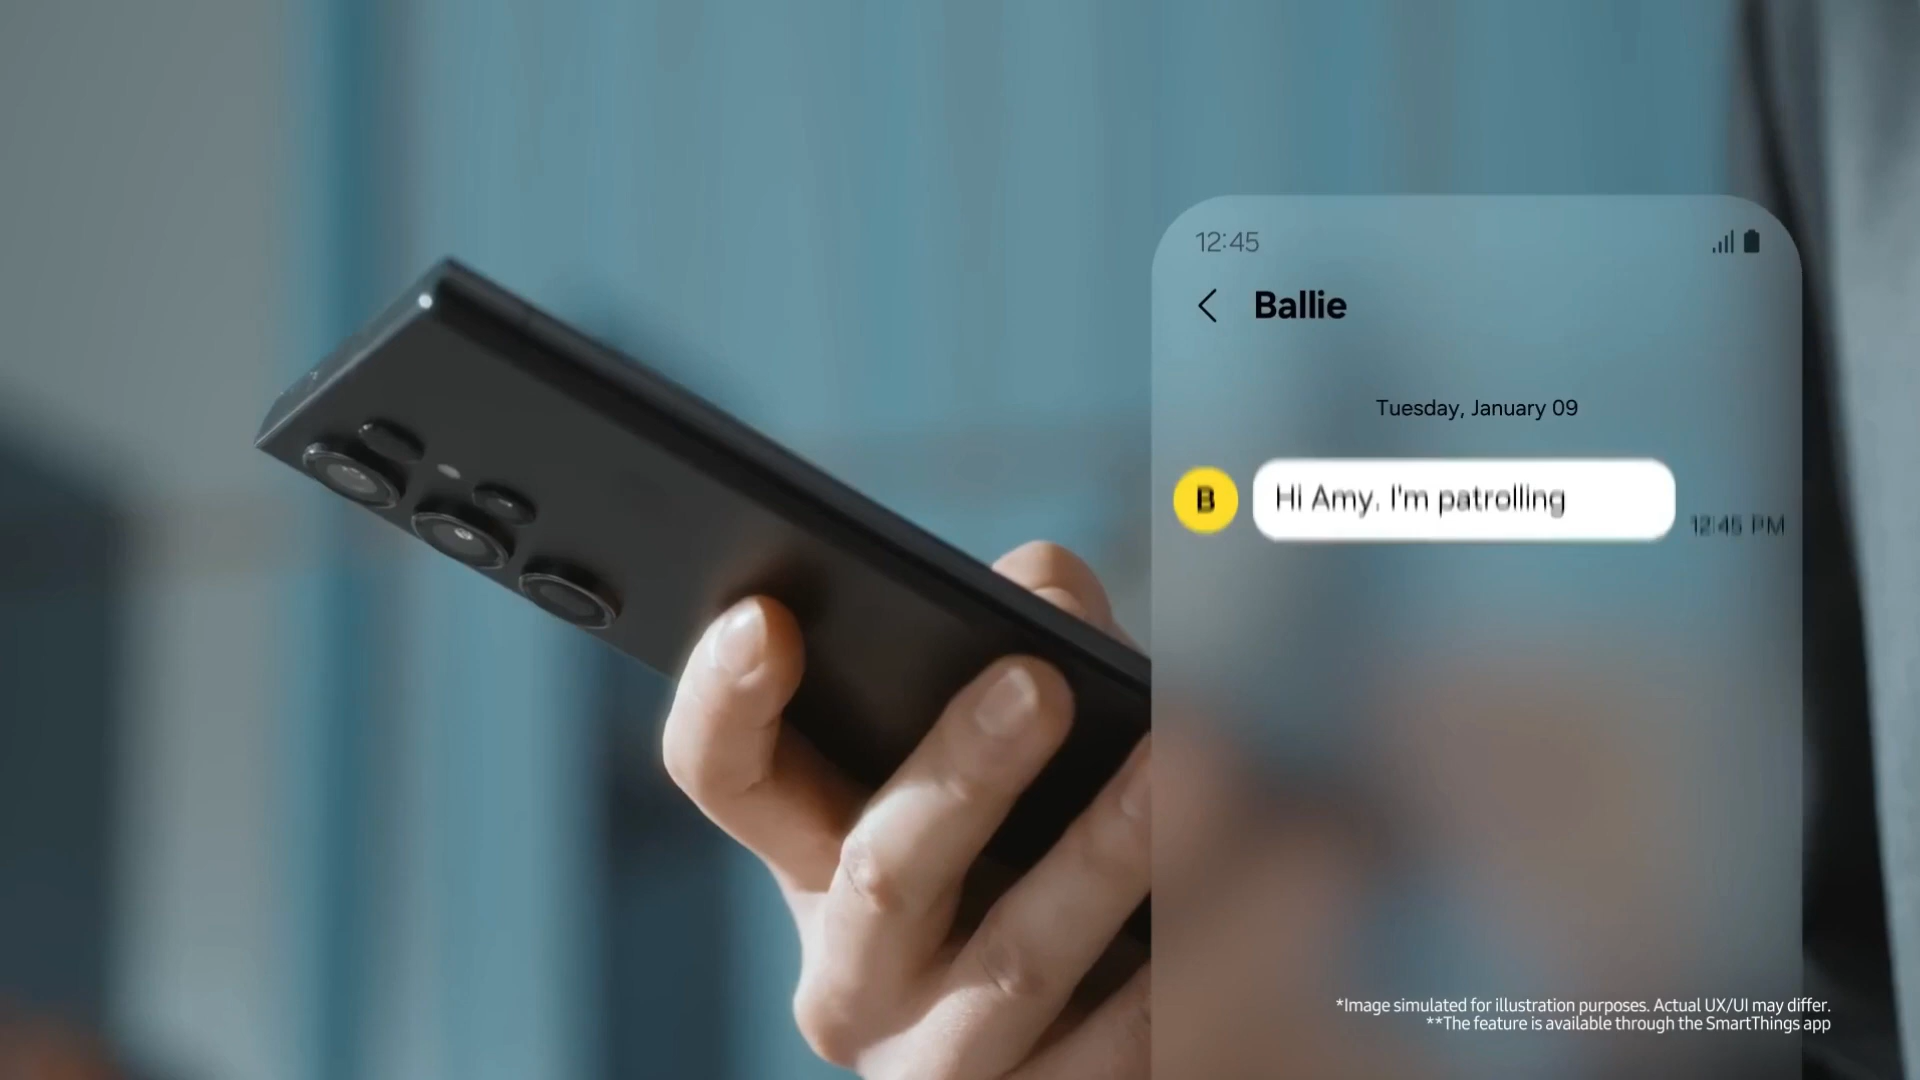 12:45
Ballie
Tuesday, January 09
B
Hi Amy. I'm patrolling
12:45 PM
*Image simulated for illustration purposes. Actual UX/UI may differ.
**The feature is available through the SmartThings app